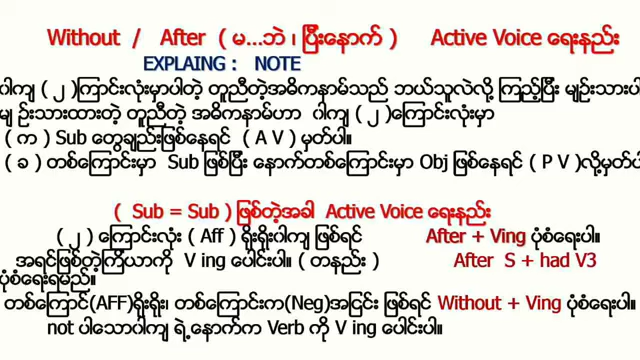 Without / After ( မ...ဘဲ ၊ ပြီးနောက် ) Active Voice ရေးနည်း
EXPLAING : NOTE
ဝါကျ ( ၂ )ကြာင်းလုံးမှာပါတဲ့ တူညီတဲ့အဓိကနာမ်သည် ဘယ်သူလဲလို့ ကြည့်ပြီး မျဉ်းသားပါ
မျ ဉ်းသားထားတဲ့ တူညီတဲ့ အဓိကနာမ်ဟာ ဝါကျ ( ၂ )ကြောင်းလုံးမှာ
( က ) Sub တွေချည်းဖြစ်နေရင် ( A V ) မှတ်ပါ။
( ခ ) တစ်ကြောင်းမှာ Sub ဖြစ်ပြီး နောက်တစ်ကြောင်းမှာ Obj ဖြစ်နေရင် ( P V )လို့မှတ်ပါ
( Sub = Sub ) ဖြစ်တဲ့အခါ Active Voice ရေးနည်း
( ၂ ) ကြောင်းလုံး ( Aff ) ရိုးရိုးဝါကျ ဖြစ်ရင် After + Ving ပုံစံရေးပါ။
အရင်ဖြစ်တဲ့ကြိယာကို V ing ပေါင်းပါ။ ( တနည်း ) After S + had V3
ပုံစံရေးရမည်။
တစ်ကြောင်(AFF)ရိုးရိုး၊ တစ်ကြောင်းက(Neg)အငြင်း ဖြစ်ရင် Without + Ving ပုံစံရေးပါ။
not ပါသောဝါကျ ရဲ့နောက်က Verb ကို V ing ပေါင်းပါ။